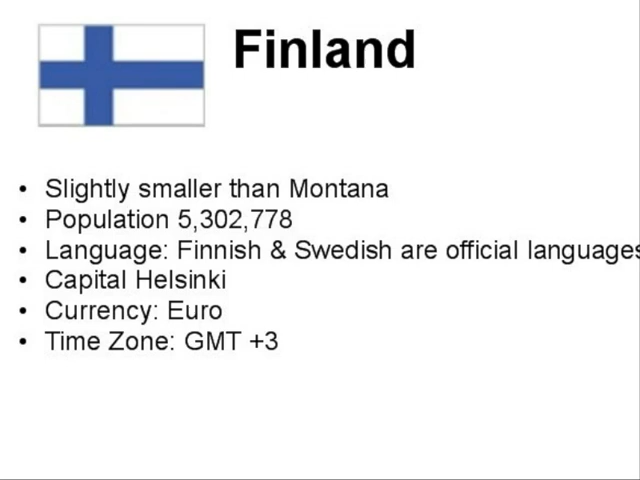 Finland
• Slightly smaller than Montana
• Population 5,302,778
• Language: Finnish & Swedish are official languages
• Capital Helsinki
• Currency: Euro
• Time Zone: GMT +3